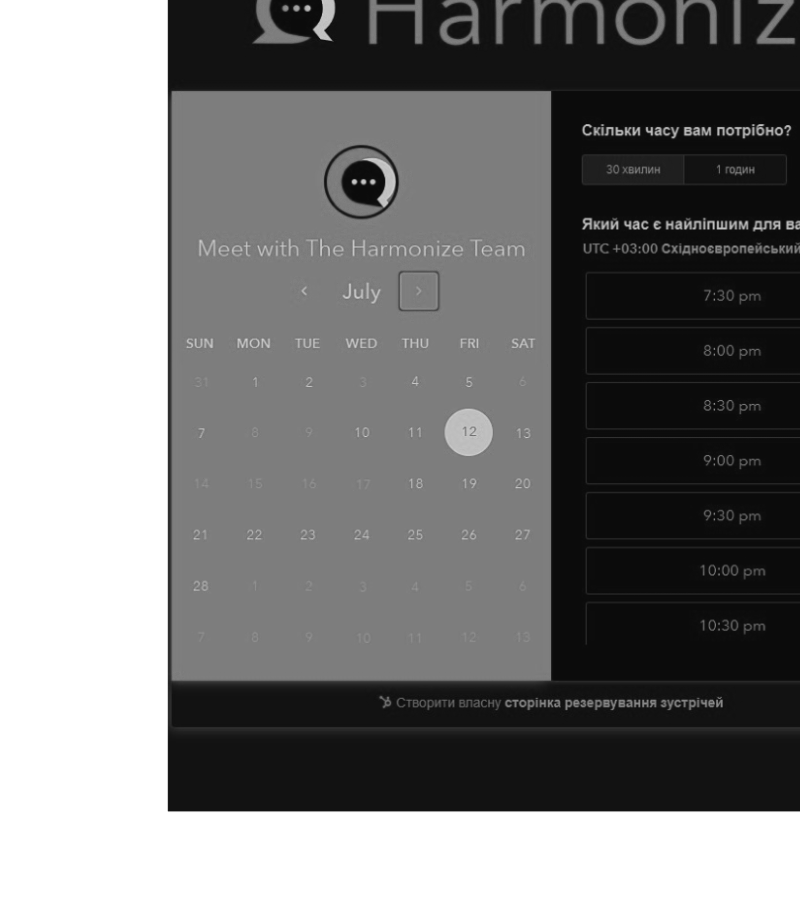 Harmoniz
Meet with The Harmonize Team
‹ July ›
SUN MON TUE WED THU FRI SAT
31 1 2 3 4 5 6
7 8 9 10 11 12 13
14 15 16 17 18 19 20
21 22 23 24 25 26 27
28 1 2 3 4 5 6
7 8 9 10 11 12 13
Скільки часу вам потрібно?
30 хвилин 1 годин
Який час є найліпшим для ва
UTC +03:00 Східноєвропейський
7:30 pm
8:00 pm
8:30 pm
9:00 pm
9:30 pm
10:00 pm
10:30 pm
Створити власну сторінка резервування зустрічей